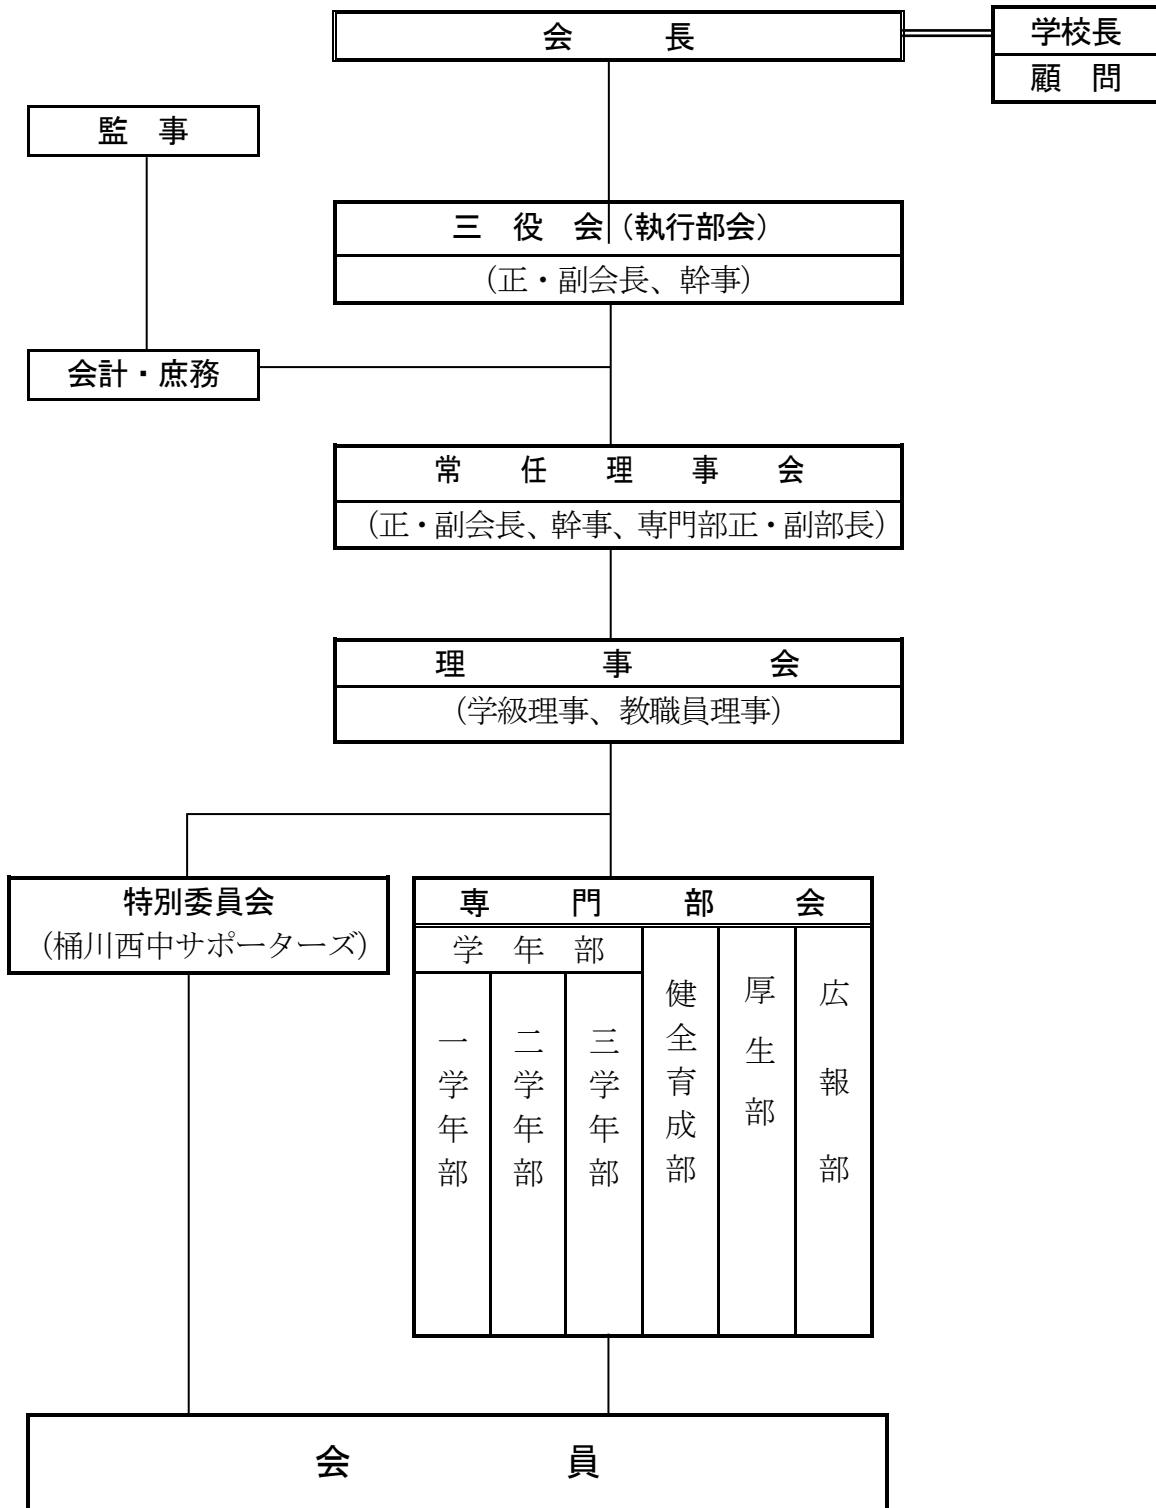 会　長
学校長
顧　問
監　事
三　役　会（執行部会）
（正・副会長、幹事）
会計・庶務
常　任　理　事　会
（正・副会長、幹事、専門部正・副部長）
理　事　会
（学級理事、教職員理事）
特別委員会
（桶川西中サポーターズ）
専　門　部　会
学　年　部
一学年部
二学年部
三学年部
健全育成部
厚生部
広報部
会　員